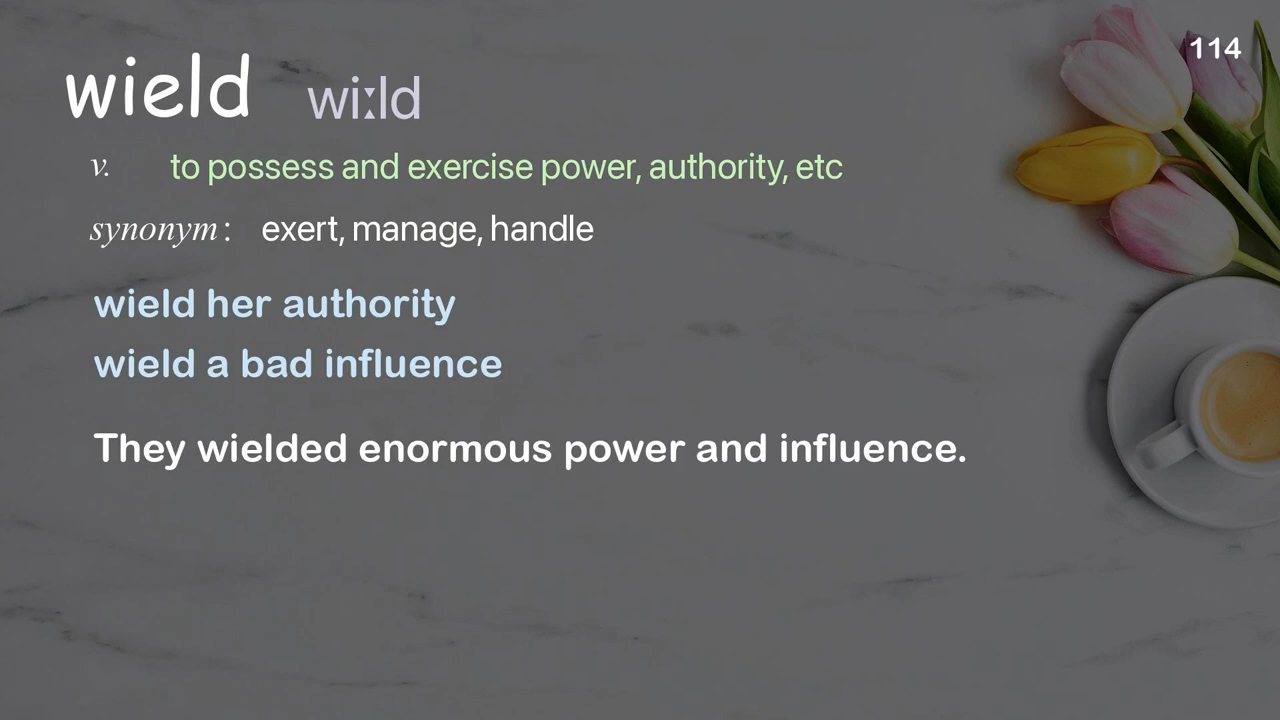 114
wield wiːld
v. to possess and exercise power, authority, etc
synonym : exert, manage, handle
wield her authority
wield a bad influence
They wielded enormous power and influence.